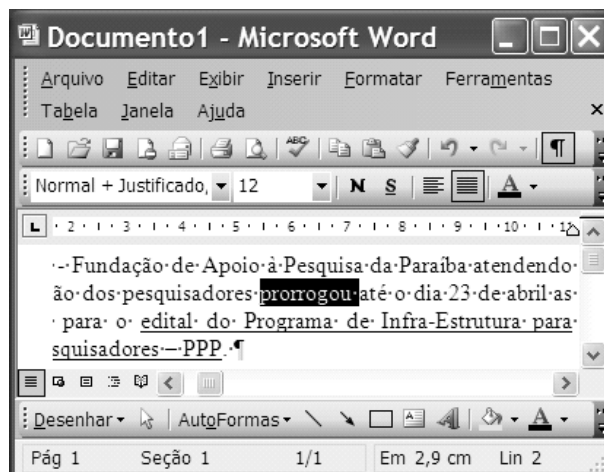 Documento1 - Microsoft Word
Arquivo Editar Exibir Inserir Formatar Ferramentas
Tabela Janela Ajuda
ABC ¶
Normal + Justificado, 12 N S A
L · 2 · 1 · 3 · 1 · 4 · 1 · 5 · 1 · 6 · 1 · 7 · 1 · 8 · 1 · 9 · 1 · 10 · 1 ·
·-·Fundação·de·Apoio·à·Pesquisa·da·Paraíba·atendendo
ão·dos·pesquisadores·prorrogou·até·o·dia·23·de·abril·as·
·para·o·edital·do·Programa·de·Infra-Estrutura·para·
squisadores·–·PPP.·¶
Desenhar AutoFormas A
Pág 1 Seção 1 1/1 Em 2,9 cm Lin 2